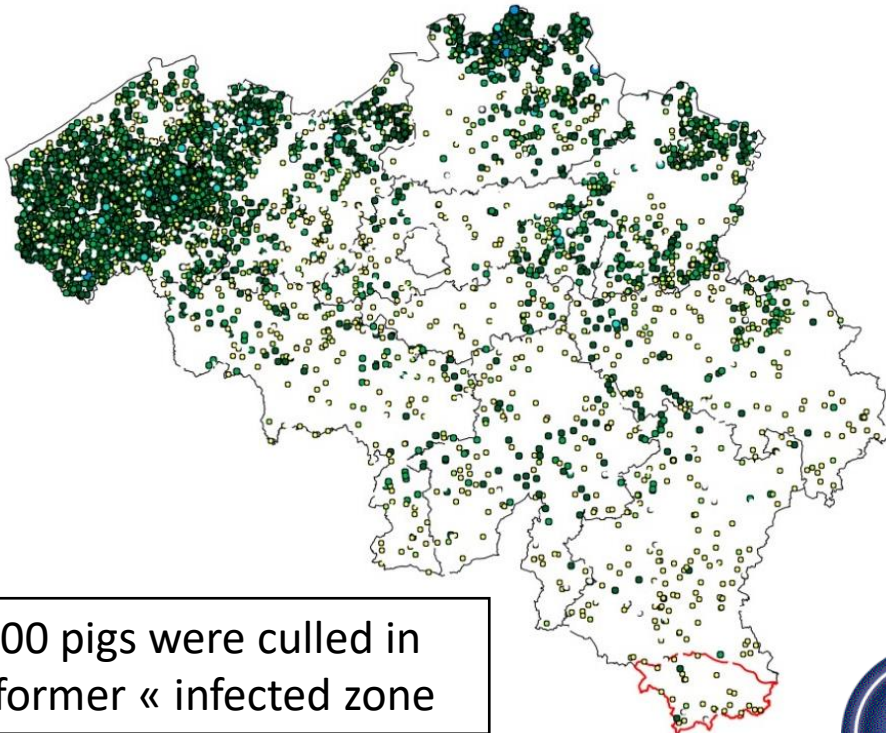 00 pigs were culled in
former « infected zone